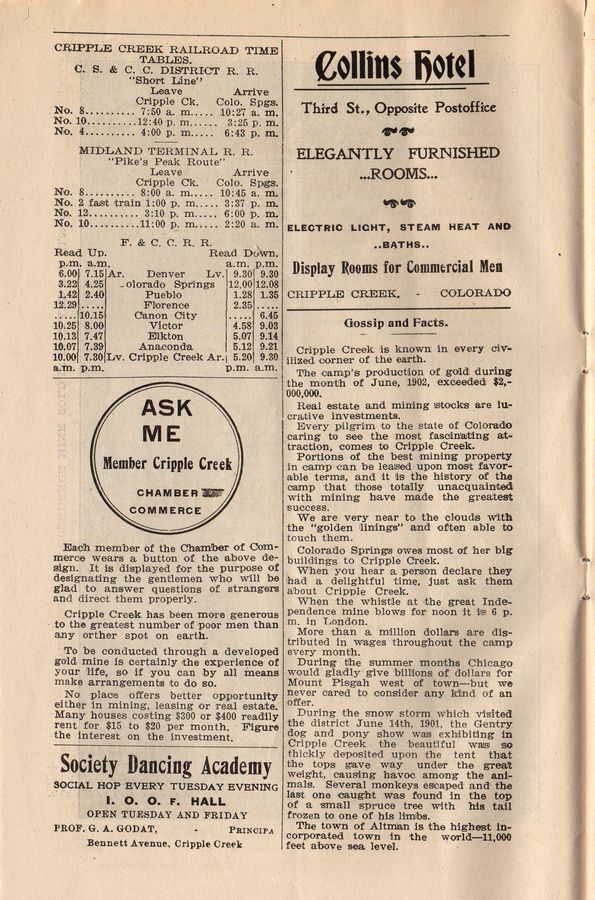 CRIPPLE CREEK RAILROAD TIME
TABLES.
C. S. & C. C. DISTRICT R. R.
"Short Line"
Leave Arrive
Cripple Ck. Colo. Spgs.
No. 8.......... 7:50 a. m..... 10:27 a. m.
No. 10..........12:40 p. m..... 3:25 p. m.
No. 4.......... 4:00 p. m..... 6:43 p. m.
MIDLAND TERMINAL R. R.
"Pike's Peak Route"
Leave Arrive
Cripple Ck. Colo. Spgs.
No. 8.......... 8:00 a. m..... 10:45 a. m.
No. 2 fast train 1:00 p. m..... 3:37 p. m.
No. 12.......... 3:10 p. m..... 6:00 p. m.
No. 10..........11:00 p. m..... 2:20 a. m.
F. & C. C. R. R.
Read Up. Read Down.
p.m. a.m. a.m. p.m.
6.00 7.15 Ar. Denver Lv. 9.30 9.30
3.22 4.25 olorado Springs 12.00 12.08
1.42 2.40 Pueblo 1.28 1.35
12.29 ..... Florence 2.35 .....
..... 10.15 Canon City ..... 6.45
10.25 8.00 Victor 4.58 9.03
10.13 7.47 Elkton 5.07 9.14
10.07 7.39 Anaconda 5.12 9.21
10.00 7.30 Lv. Cripple Creek Ar. 5.20 9.30
a.m. p.m. p.m. a.m.
ASK
ME
Member Cripple Creek
CHAMBER
COMMERCE
Each member of the Chamber of Com-
merce wears a button of the above de-
sign. It is displayed for the purpose of
designating the gentlemen who will be
glad to answer questions of strangers
and direct them properly.
Cripple Creek has been more generous
to the greatest number of poor men than
any orther spot on earth.
To be conducted through a developed
gold mine is certainly the experience of
your life, so if you can by all means
make arrangements to do so.
No place offers better opportunity
either in mining, leasing or real estate.
Many houses costing $300 or $400 readily
rent for $15 to $20 per month. Figure
the interest on the investment.
Society Dancing Academy
SOCIAL HOP EVERY TUESDAY EVENING
I. O. O. F. HALL
OPEN TUESDAY AND FRIDAY
PROF. G. A. GODAT, - PRINCIPA
Bennett Avenue, Cripple Creek
Collins Hotel
Third St., Opposite Postoffice
ELEGANTLY FURNISHED
...ROOMS...
ELECTRIC LIGHT, STEAM HEAT AND
..BATHS..
Display Rooms for Commercial Men
CRIPPLE CREEK. - COLORADO
Gossip and Facts.
Cripple Creek is known in every civ-
ilized corner of the earth.
The camp's production of gold during
the month of June, 1902, exceeded $2,-
000,000.
Real estate and mining stocks are lu-
crative investments.
Every pilgrim to the state of Colorado
caring to see the most fascinating at-
traction, comes to Cripple Creek.
Portions of the best mining property
in camp can be leased upon most favor-
able terms, and it is the history of the
camp that those totally unacquainted
with mining have made the greatest
success.
We are very near to the clouds with
the "golden linings" and often able to
touch them.
Colorado Springs owes most of her big
buildings to Cripple Creek.
When you hear a person declare they
had a delightful time, just ask them
about Cripple Creek.
When the whistle at the great Inde-
pendence mine blows for noon it is 6 p.
m. in London.
More than a million dollars are dis-
tributed in wages throughout the camp
every month.
During the summer months Chicago
would gladly give billions of dollars for
Mount Pisgah west of town—but we
never cared to consider any kind of an
offer.
During the snow storm which visited
the district June 14th, 1901, the Gentry
dog and pony show was exhibiting in
Cripple Creek the beautiful was so
thickly deposited upon the tent that
the tops gave way under the great
weight, causing havoc among the ani-
mals. Several monkeys escaped and the
last one caught was found in the top
of a small spruce tree with his tail
frozen to one of his limbs.
The town of Altman is the highest in-
corporated town in the world—11,000
feet above sea level.